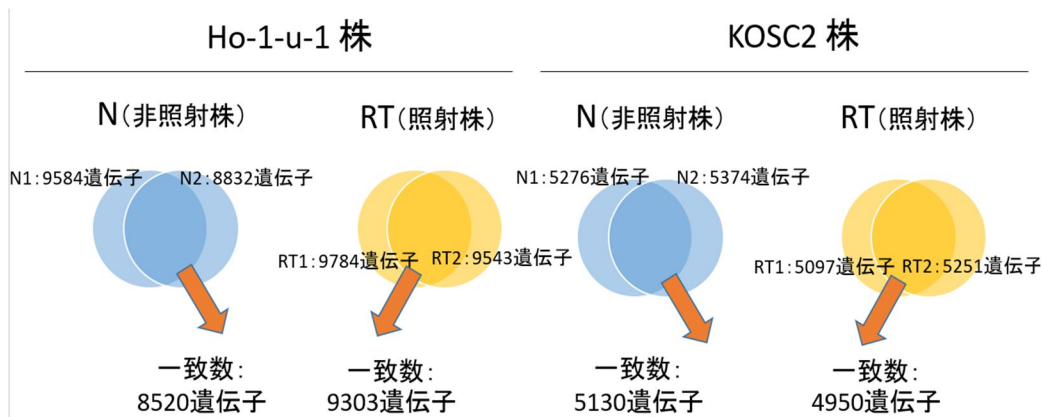 Ho-1-u-1 株
KOSC2 株
N(非照射株)
RT(照射株)
N(非照射株)
RT(照射株)
N1:9584遺伝子
N2:8832遺伝子
RT1:9784遺伝子
RT2:9543遺伝子
N1:5276遺伝子
N2:5374遺伝子
RT1:5097遺伝子
RT2:5251遺伝子
一致数:
8520遺伝子
一致数:
9303遺伝子
一致数:
5130遺伝子
一致数:
4950遺伝子